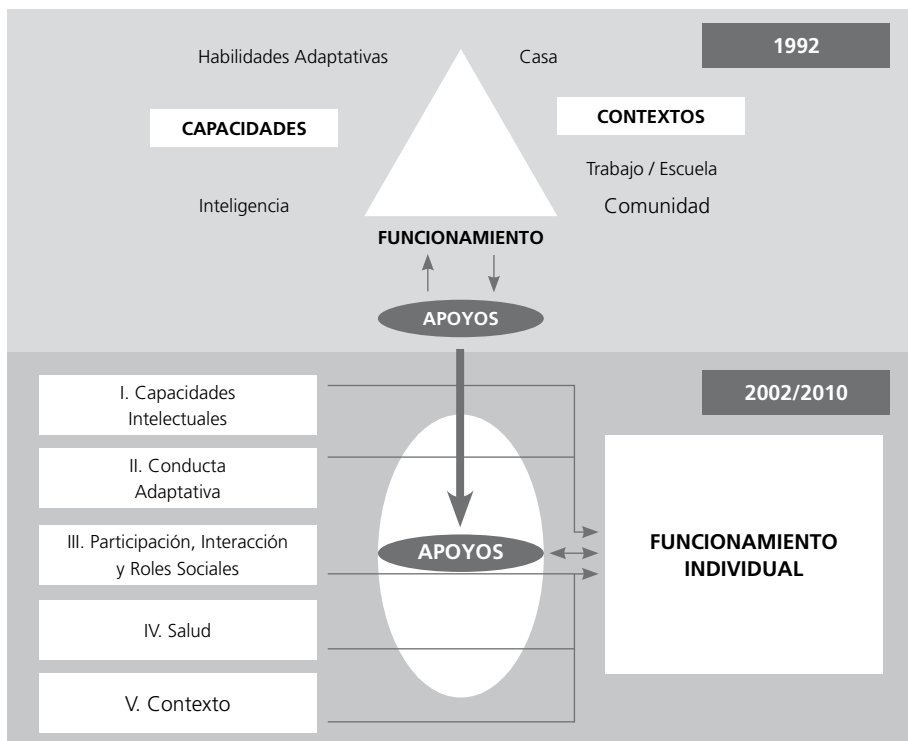 1992
Habilidades Adaptativas
Casa
CAPACIDADES
CONTEXTOS
Trabajo / Escuela
Inteligencia
Comunidad
FUNCIONAMIENTO
APOYOS
2002/2010
I. Capacidades
Intelectuales
II. Conducta
Adaptativa
III. Participación, Interacción
y Roles Sociales
IV. Salud
V. Contexto
APOYOS
FUNCIONAMIENTO
INDIVIDUAL